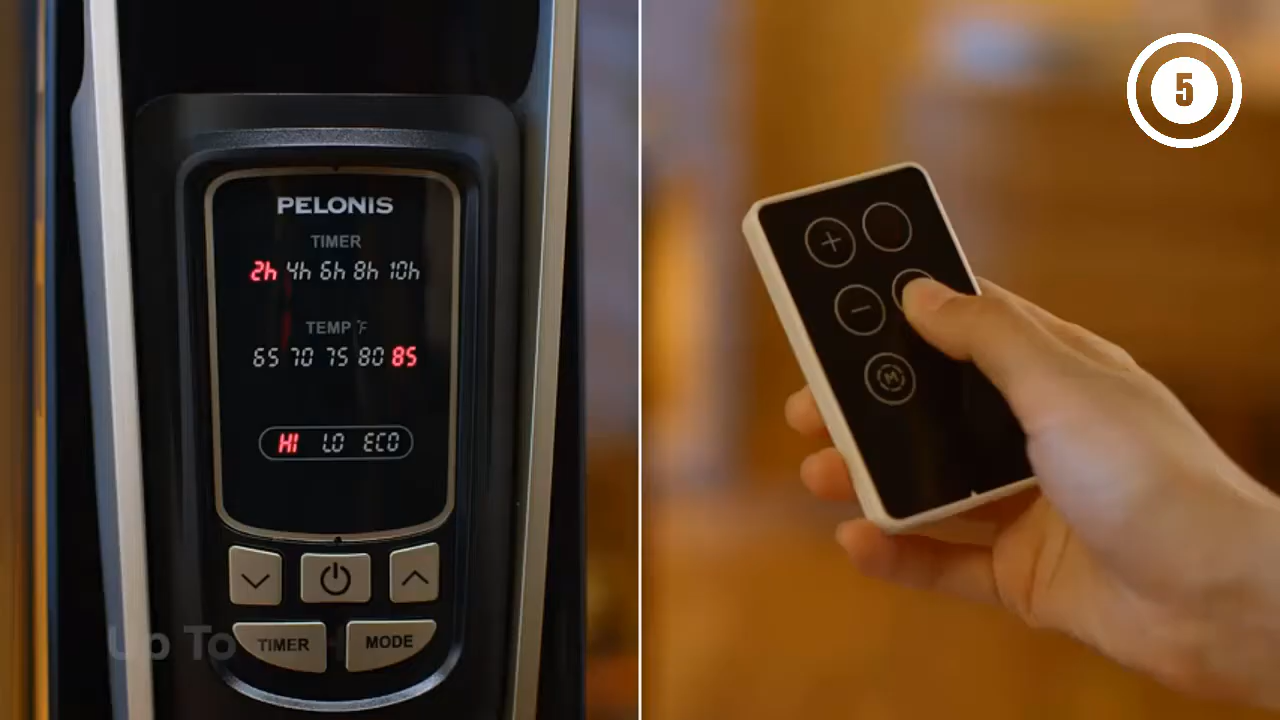 PELONIS
TIMER
2h 4h 6h 8h 10h
TEMP °F
65 70 75 80 85
HI LO ECO
TIMER
MODE
Up To
5
M